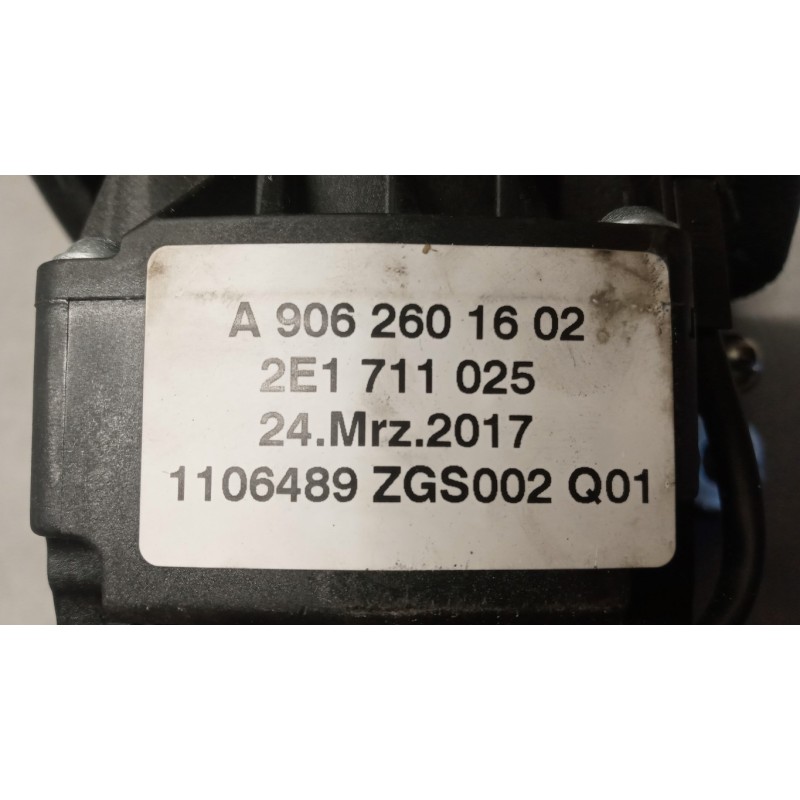 A 906 260 16 02
2E1 711 025
24.Mrz.2017
1106489 ZGS002 Q01